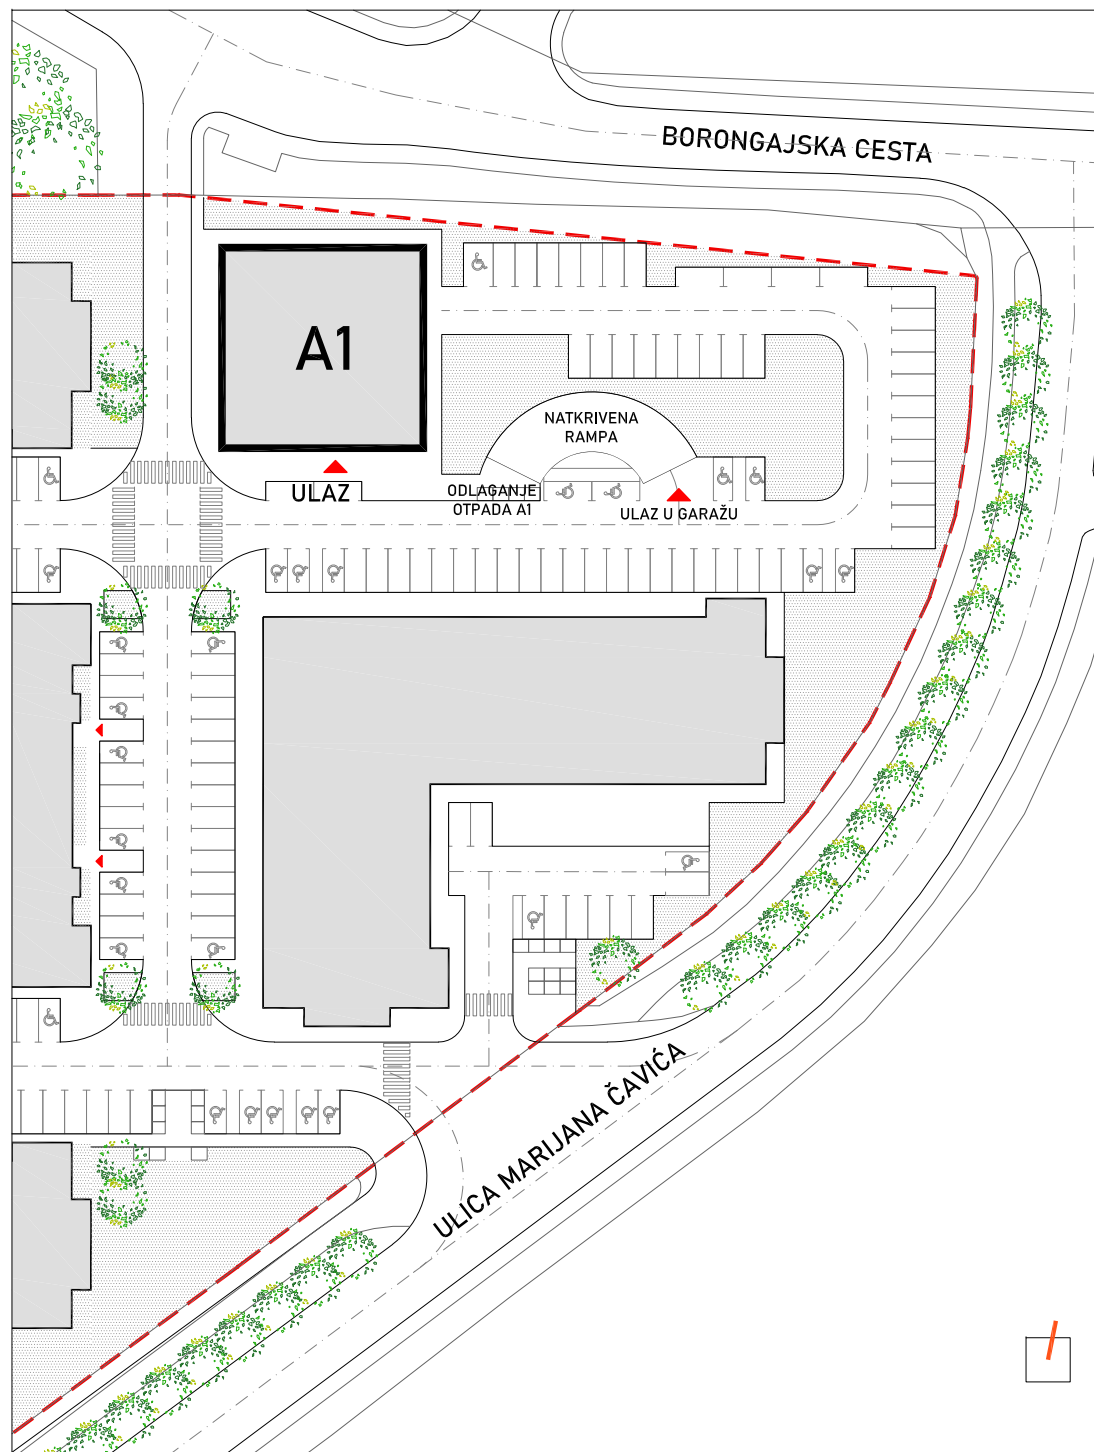 BORONGAJSKA CESTA
A1
NATKRIVENA
RAMPA
ULAZ
ODLAGANJE
OTPADA A1
ULAZ U GARAŽU
ULICA MARIJANA ČAVIĆA